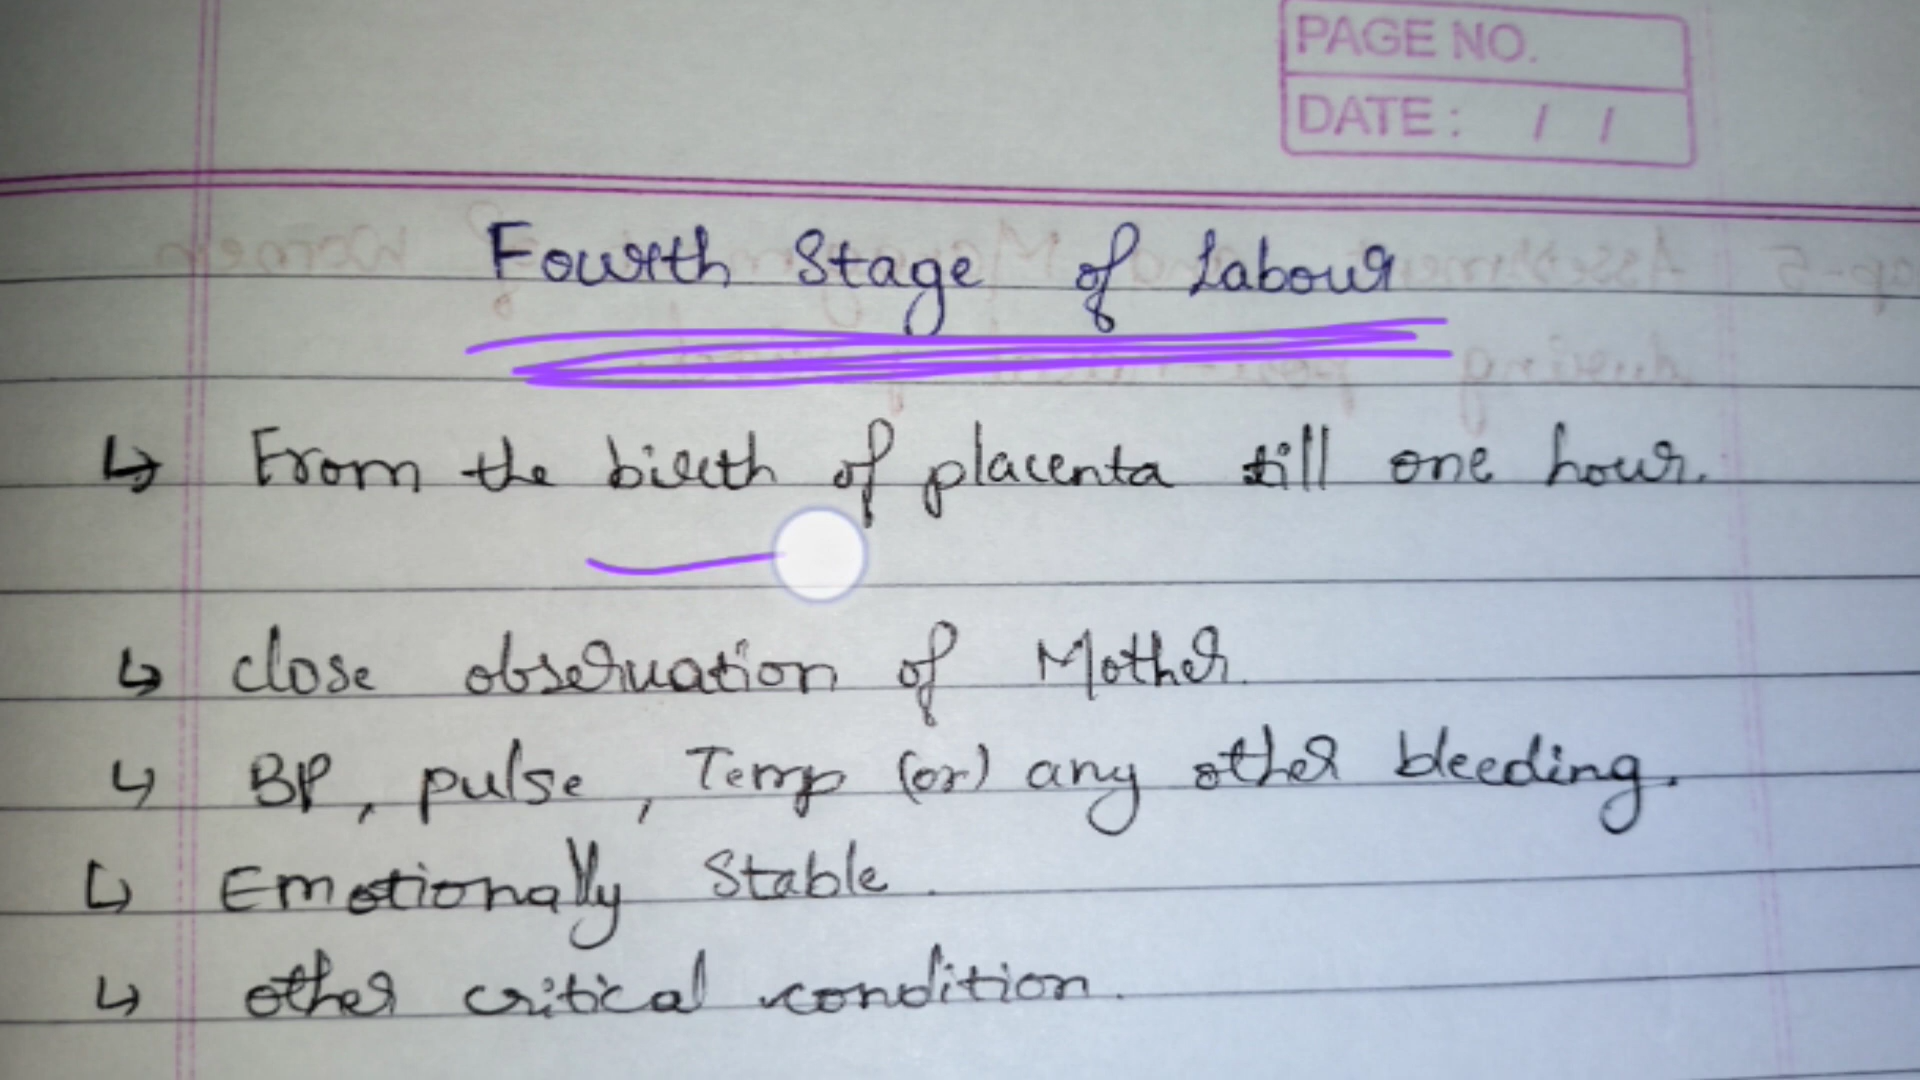 PAGE NO.
DATE: / /
Fourth Stage of Labour
↳ From the birth of placenta till one hour.
↳ close observation of Mother.
↳ BP, pulse, Temp (or) any other bleeding.
↳ Emotionally Stable.
↳ other critical condition.